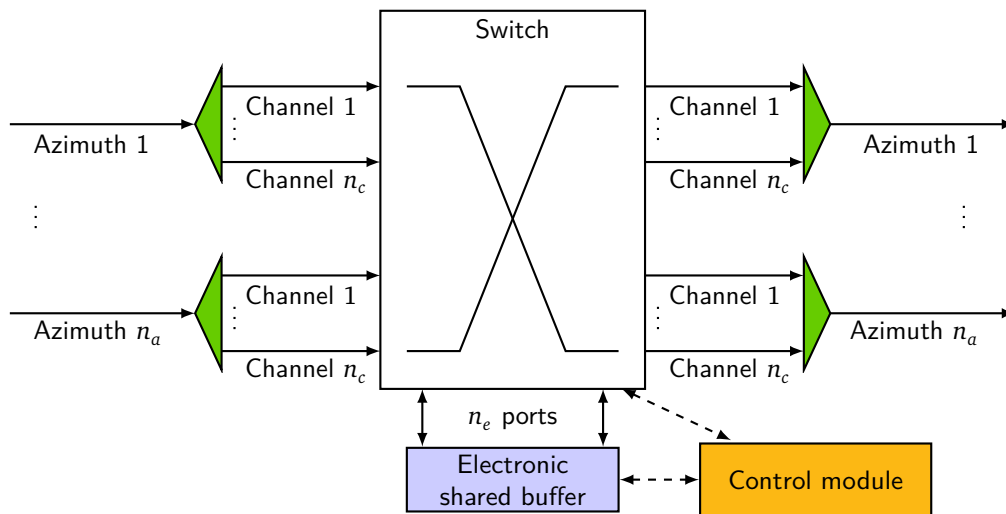 Switch
Channel 1
Channel 1
Azimuth 1
Azimuth 1
Channel n_c
Channel n_c
Channel 1
Channel 1
Azimuth n_a
Azimuth n_a
Channel n_c
Channel n_c
n_e ports
Electronic
shared buffer
Control module